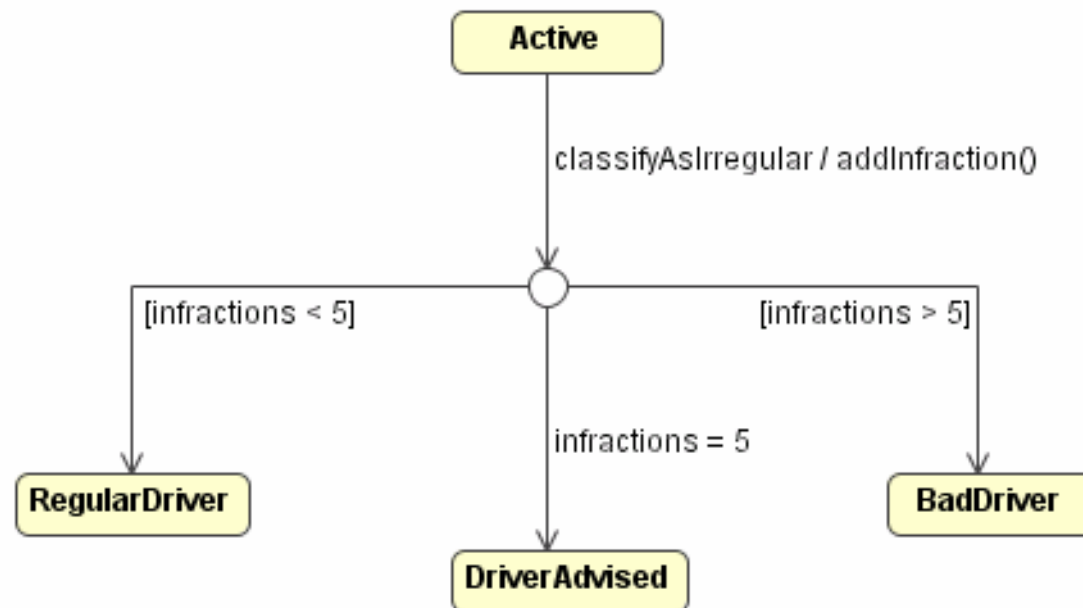 Active
classifyAsIrregular / addInfraction()
[infractions < 5]
[infractions > 5]
infractions = 5
RegularDriver
BadDriver
DriverAdvised